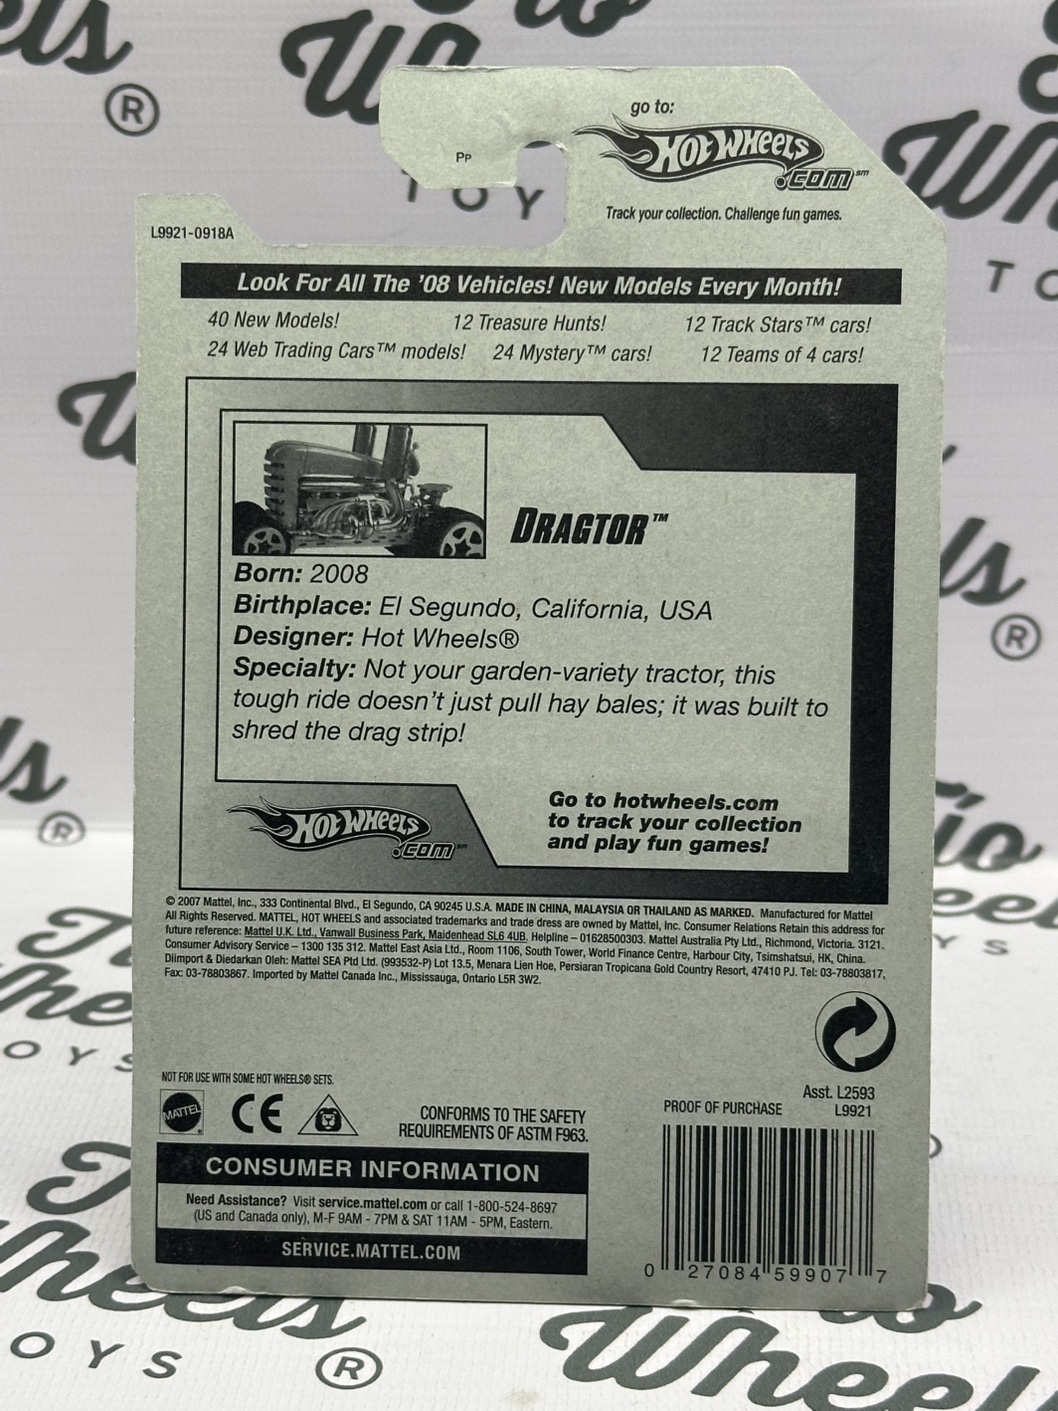 go to:
HOT WHEELS
.com℠
Track your collection. Challenge fun games.
Pp
L9921-0918A
Look For All The '08 Vehicles! New Models Every Month!
40 New Models! 12 Treasure Hunts! 12 Track Stars™ cars!
24 Web Trading Cars™ models! 24 Mystery™ cars! 12 Teams of 4 cars!
DRAGTOR™
Born: 2008
Birthplace: El Segundo, California, USA
Designer: Hot Wheels®
Specialty: Not your garden-variety tractor, this
tough ride doesn't just pull hay bales; it was built to
shred the drag strip!
HOT WHEELS
.com℠
Go to hotwheels.com
to track your collection
and play fun games!
© 2007 Mattel, Inc., 333 Continental Blvd., El Segundo, CA 90245 U.S.A. MADE IN CHINA, MALAYSIA OR THAILAND AS MARKED. Manufactured for Mattel
All Rights Reserved. MATTEL, HOT WHEELS and associated trademarks and trade dress are owned by Mattel, Inc. Consumer Relations Retain this address for
future reference: Mattel U.K. Ltd., Vanwall Business Park, Maidenhead SL6 4UB. Helpline – 01628500303. Mattel Australia Pty Ltd., Richmond, Victoria. 3121.
Consumer Advisory Service – 1300 135 312. Mattel East Asia Ltd., Room 1106, South Tower, World Finance Centre, Harbour City, Tsimshatsui, HK, China.
Diimport & Diedarkan Oleh: Mattel SEA Ptd Ltd. (993532-P) Lot 13.5, Menara Lien Hoe, Persiaran Tropicana Gold Country Resort, 47410 PJ. Tel: 03-78803817,
Fax: 03-78803867. Imported by Mattel Canada Inc., Mississauga, Ontario L5R 3W2.
NOT FOR USE WITH SOME HOT WHEELS® SETS.
MATTEL
CE
CONFORMS TO THE SAFETY
REQUIREMENTS OF ASTM F963.
Asst. L2593
PROOF OF PURCHASE L9921
CONSUMER INFORMATION
Need Assistance? Visit service.mattel.com or call 1-800-524-8697
(US and Canada only), M-F 9AM - 7PM & SAT 11AM - 5PM, Eastern.
SERVICE.MATTEL.COM
0 27084 59907 7
Wheels
TOY
®